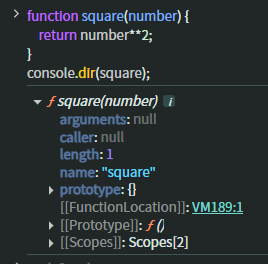 > function square(number) {
return number**2;
}
console.dir(square);
▼ ƒ square(number) i
arguments: null
caller: null
length: 1
name: "square"
▶ prototype: {}
[[FunctionLocation]]: VM189:1
▶ [[Prototype]]: ƒ ()
▶ [[Scopes]]: Scopes[2]